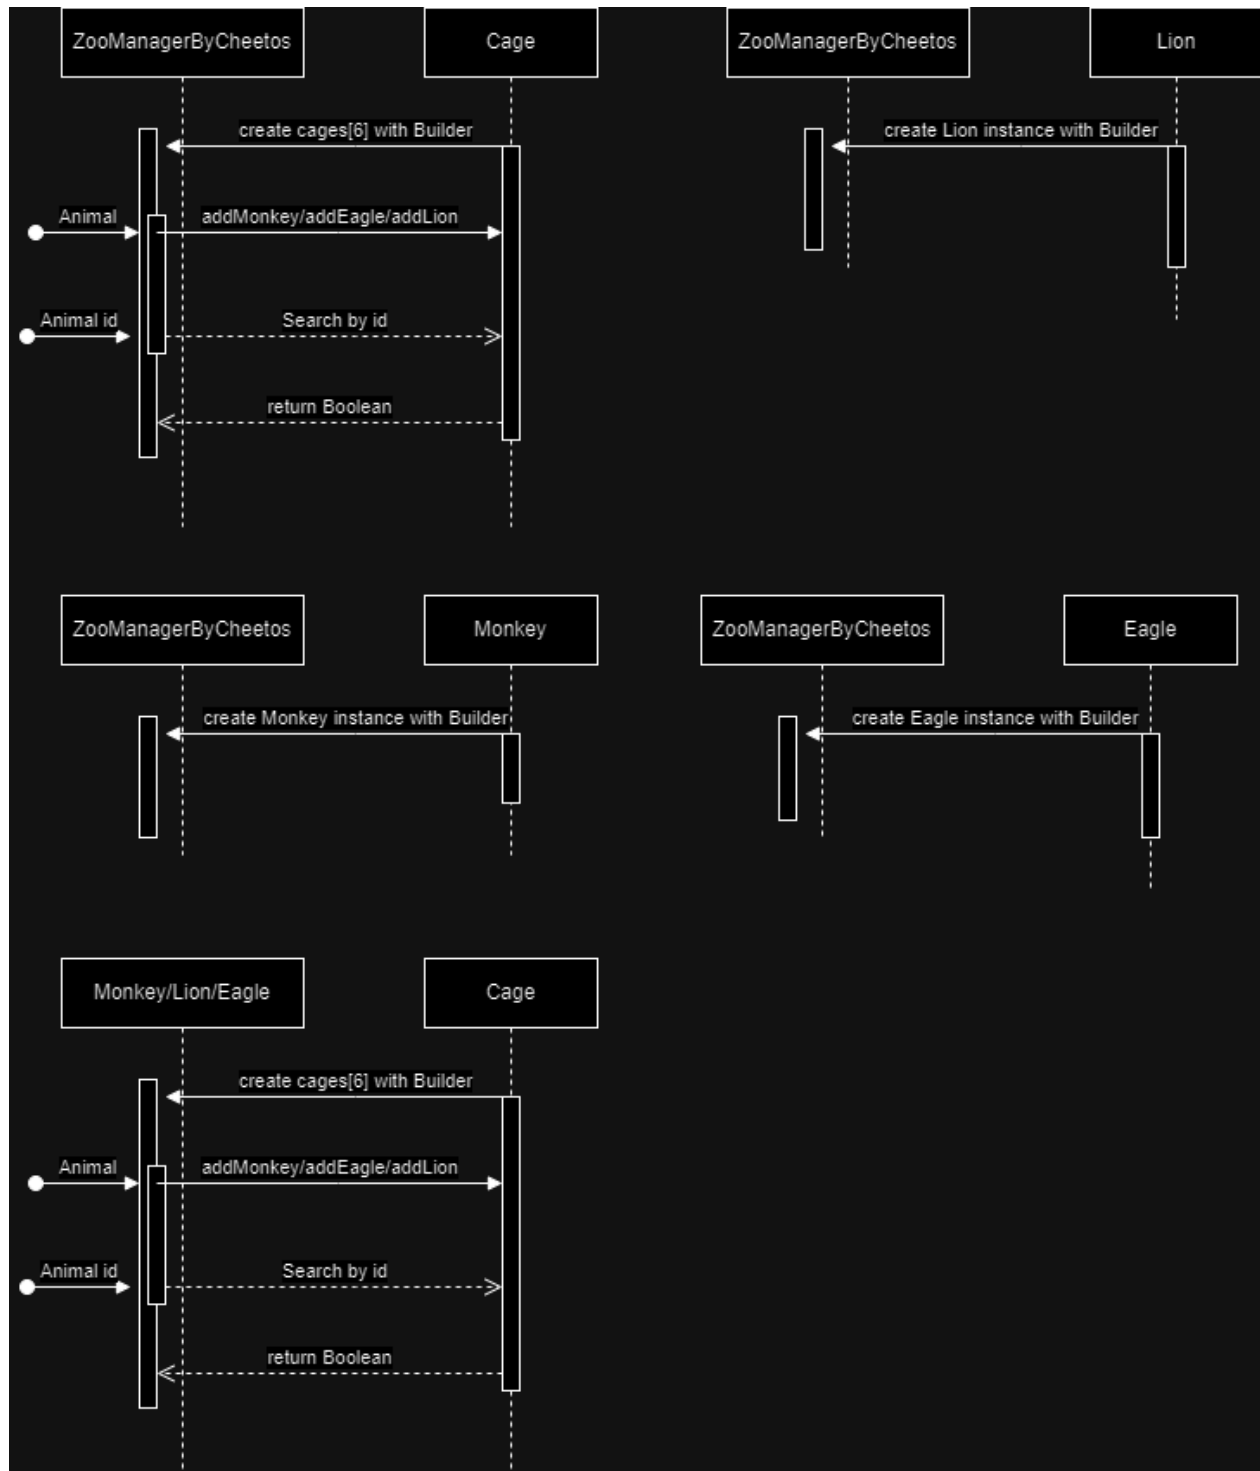 ZooManagerByCheetos
Cage
create cages[6] with Builder
Animal
addMonkey/addEagle/addLion
Animal id
Search by id
return Boolean
ZooManagerByCheetos
Lion
create Lion instance with Builder
ZooManagerByCheetos
Monkey
create Monkey instance with Builder
ZooManagerByCheetos
Eagle
create Eagle instance with Builder
Monkey/Lion/Eagle
Cage
create cages[6] with Builder
Animal
addMonkey/addEagle/addLion
Animal id
Search by id
return Boolean